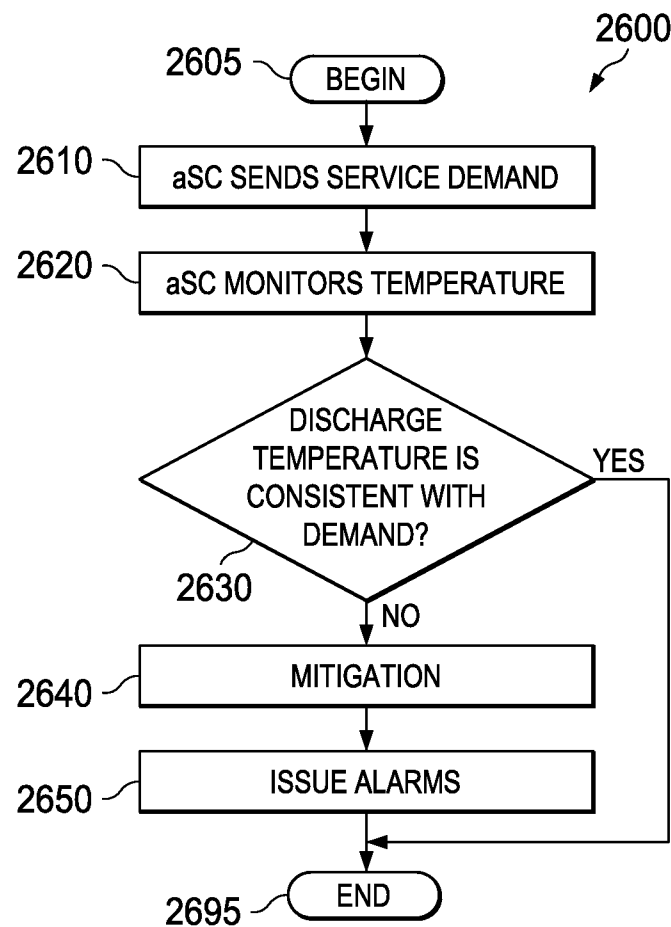 2600
2605
BEGIN
2610
aSC SENDS SERVICE DEMAND
2620
aSC MONITORS TEMPERATURE
DISCHARGE
TEMPERATURE IS
CONSISTENT WITH
DEMAND?
YES
2630
NO
2640
MITIGATION
2650
ISSUE ALARMS
2695
END